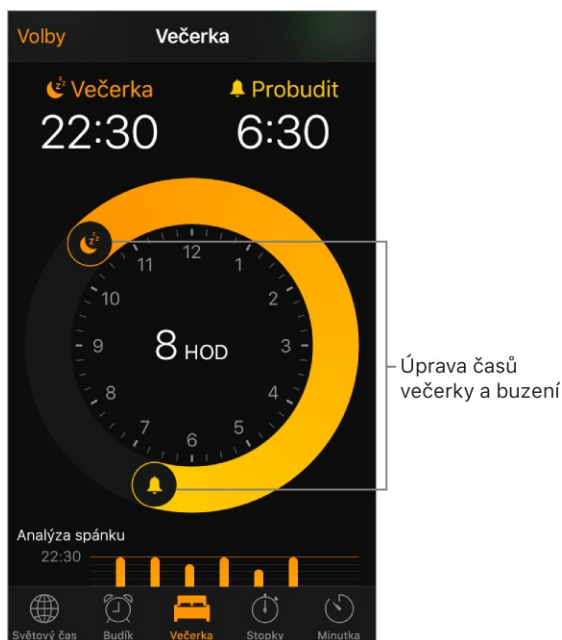 Volby
Večerka
Večerka
Probudit
22:30
6:30
12
1
2
3
4
5
6
7
8
9
10
11
8 HOD
Úprava časů
večerky a buzení
Analýza spánku
22:30
Světový čas
Budík
Večerka
Stopky
Minutka